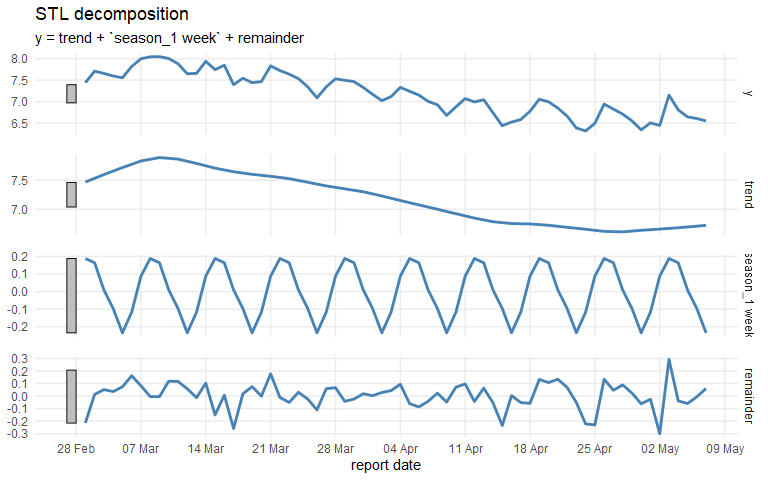 STL decomposition
y = trend + `season_1 week` + remainder
8.0
7.5
7.0
6.5
y
7.5
7.0
trend
0.2
0.1
0.0
-0.1
-0.2
season_1 week
0.3
0.2
0.1
0.0
-0.1
-0.2
-0.3
remainder
28 Feb 07 Mar 14 Mar 21 Mar 28 Mar 04 Apr 11 Apr 18 Apr 25 Apr 02 May 09 May
report date